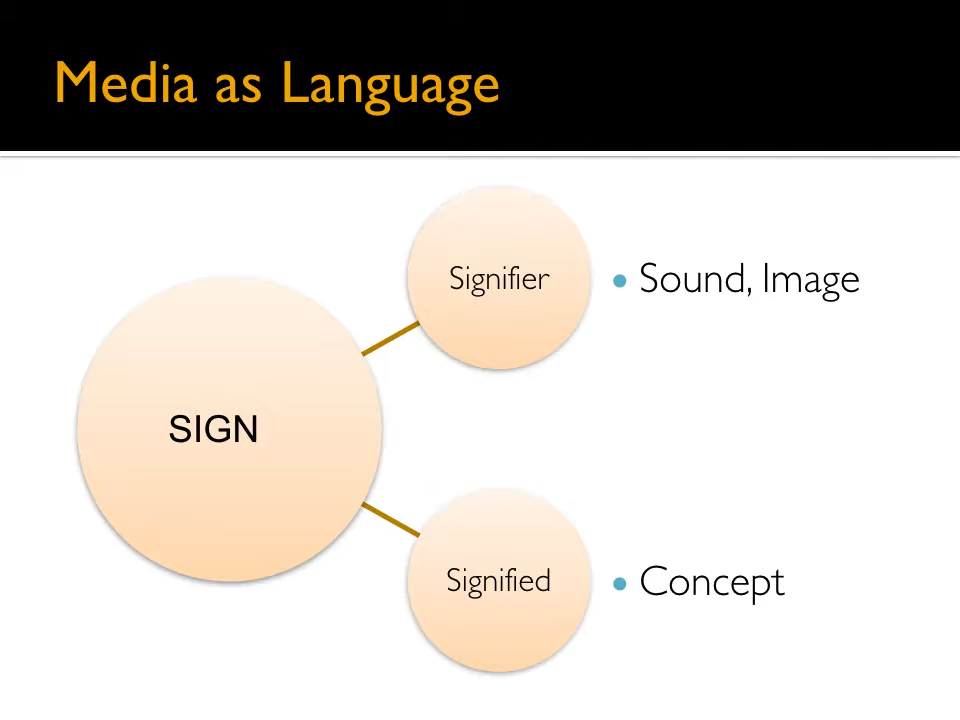 Media as Language
Signifier
• Sound, Image
SIGN
Signified
• Concept